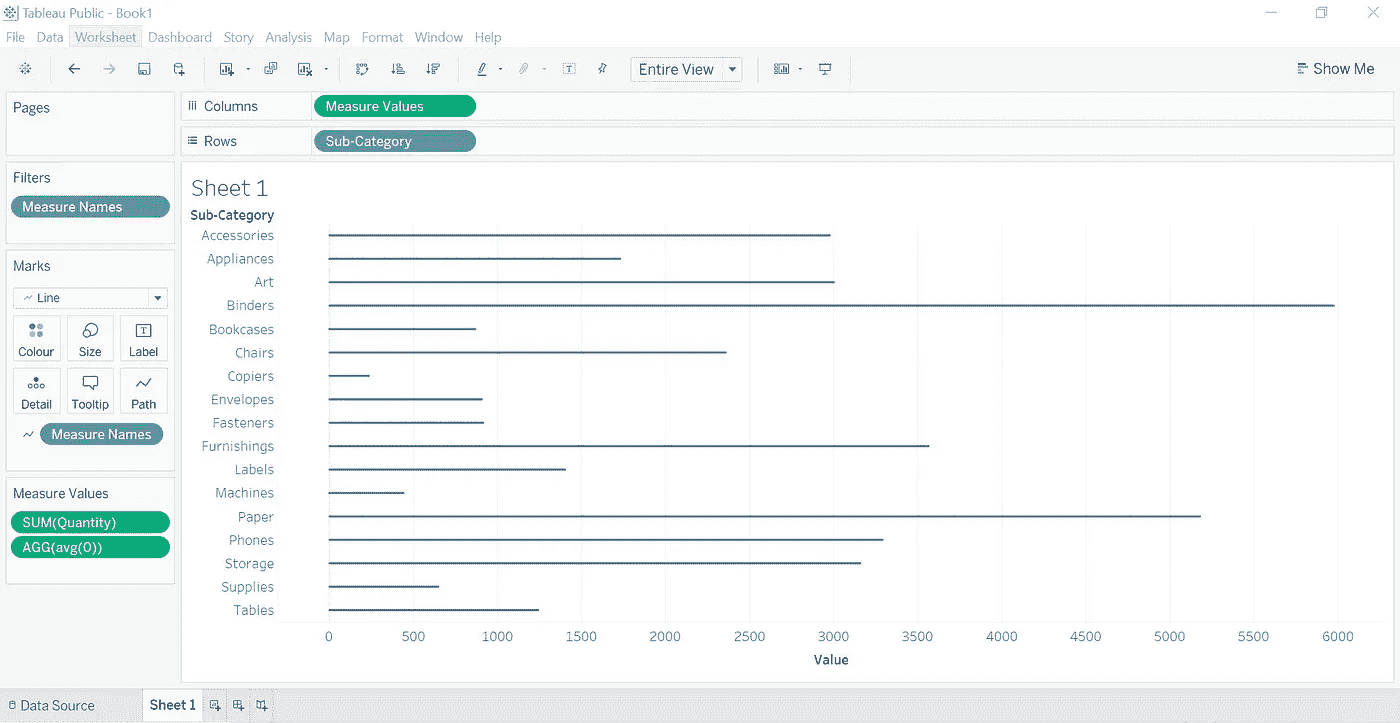 Tableau Public - Book1
File Data Worksheet Dashboard Story Analysis Map Format Window Help
Entire View
Show Me
Pages
Columns
Measure Values
Rows
Sub-Category
Filters
Measure Names
Marks
Line
Colour Size Label
Detail Tooltip Path
Measure Names
Measure Values
SUM(Quantity)
AGG(avg(0))
Sheet 1
Sub-Category
Accessories
Appliances
Art
Binders
Bookcases
Chairs
Copiers
Envelopes
Fasteners
Furnishings
Labels
Machines
Paper
Phones
Storage
Supplies
Tables
0 500 1000 1500 2000 2500 3000 3500 4000 4500 5000 5500 6000
Value
Data Source Sheet 1